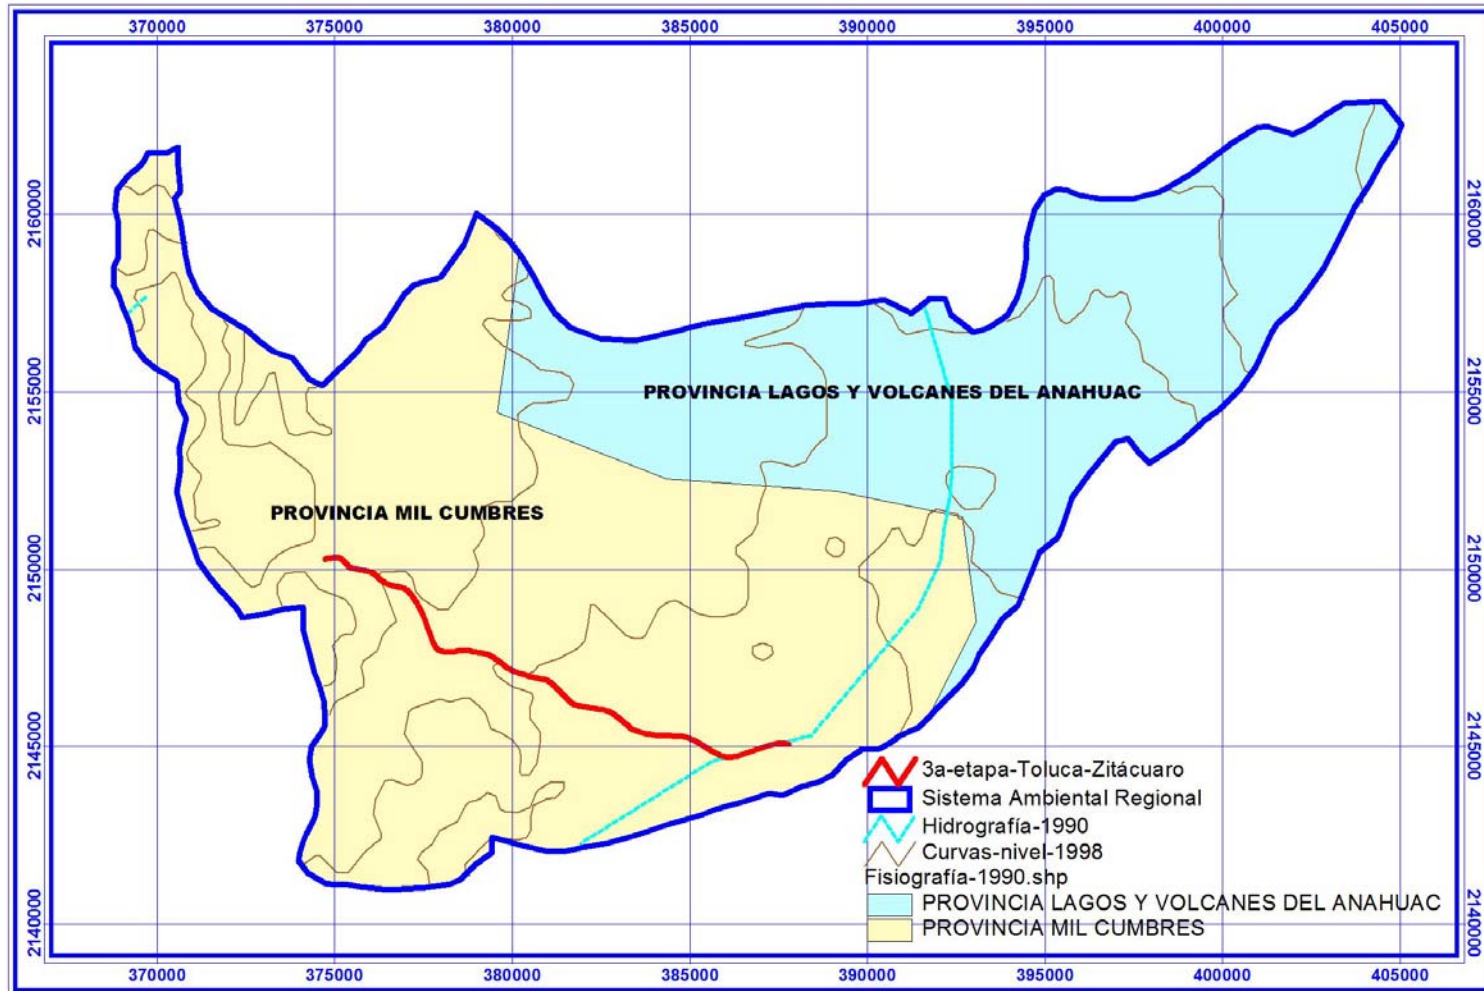 370000 375000 380000 385000 390000 395000 400000 405000
2160000 2160000
2155000 2155000
PROVINCIA LAGOS Y VOLCANES DEL ANAHUAC
PROVINCIA MIL CUMBRES
2150000 2150000
2145000 2145000
3a-etapa-Toluca-Zitácuaro
Sistema Ambiental Regional
Hidrografía-1990
Curvas-nivel-1998
Fisiografía-1990.shp
PROVINCIA LAGOS Y VOLCANES DEL ANAHUAC
PROVINCIA MIL CUMBRES
2140000 2140000
370000 375000 380000 385000 390000 395000 400000 405000